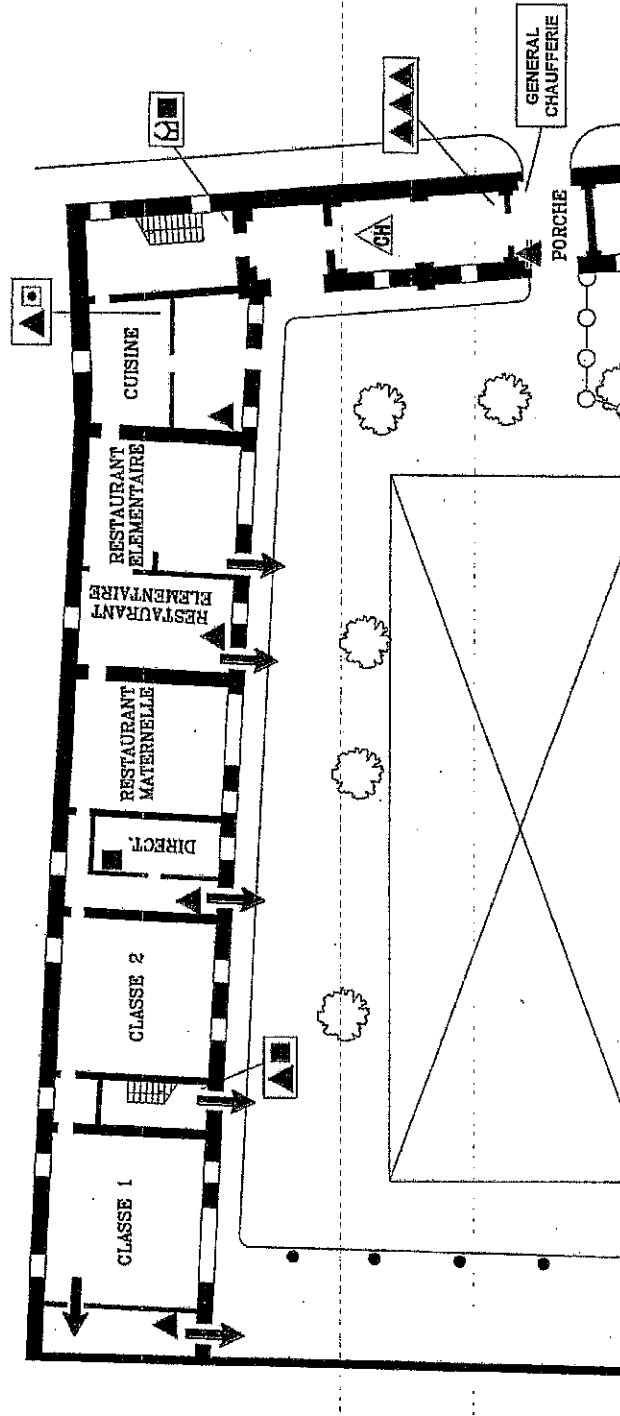 GENERAL
CHAUFFERIE
PORCHE
CH
CUISINE
RESTAURANT
ELEMENTAIRE
RESTAURANT
ELEMENTAIRE
RESTAURANT
MATERNELLE
DIRECT.
CLASSE 2
CLASSE 1